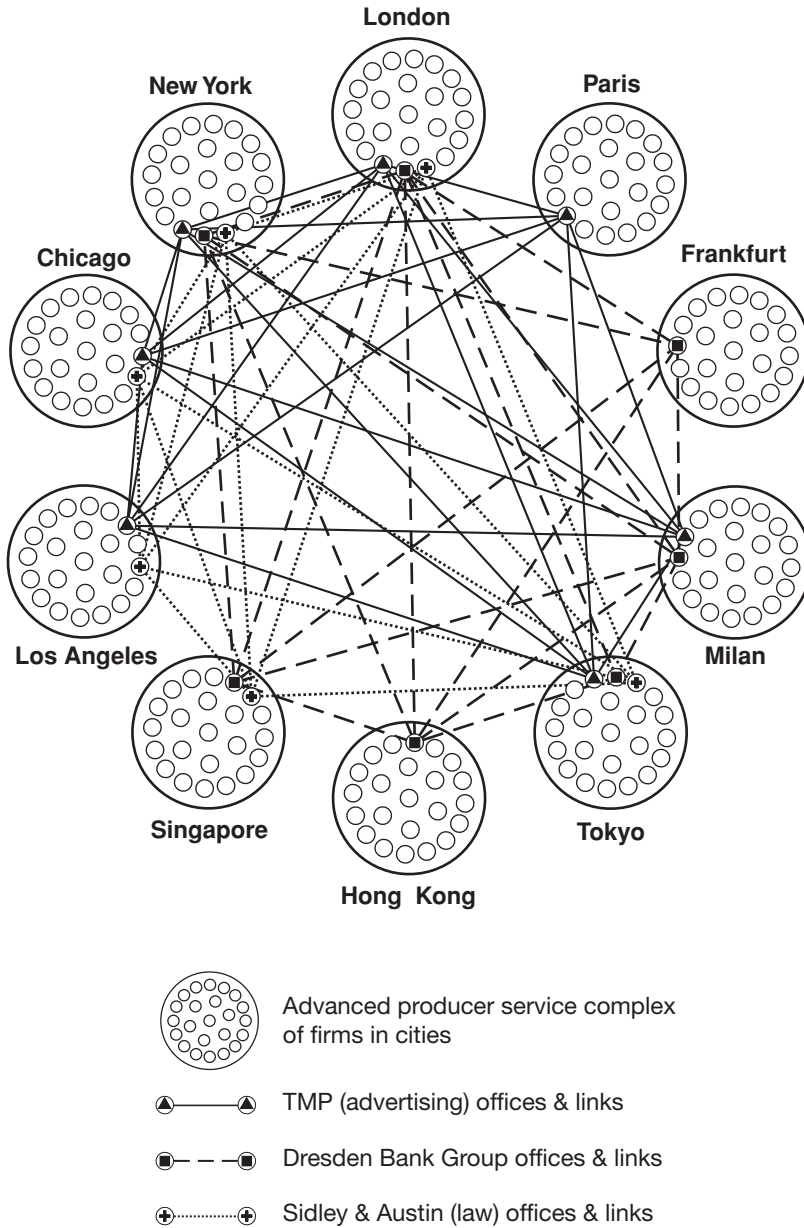 London
New York
Paris
Chicago
Frankfurt
Los Angeles
Milan
Singapore
Tokyo
Hong Kong
Advanced producer service complex
of firms in cities
TMP (advertising) offices & links
Dresden Bank Group offices & links
Sidley & Austin (law) offices & links